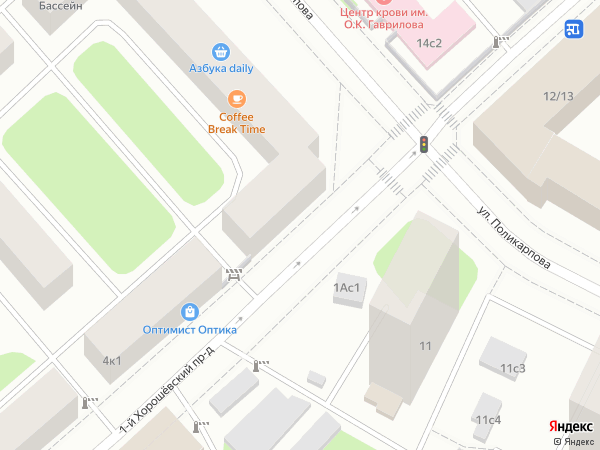 Бассейн
Центр крови им.
О.К. Гаврилова
14с2
Азбука daily
12/13
Coffee
Break Time
ул. Поликарпова
1Ас1
Оптимист Оптика
11
4к1
11с3
1-й Хорошёвский пр-д
11с4
Яндекс
© Яндекс